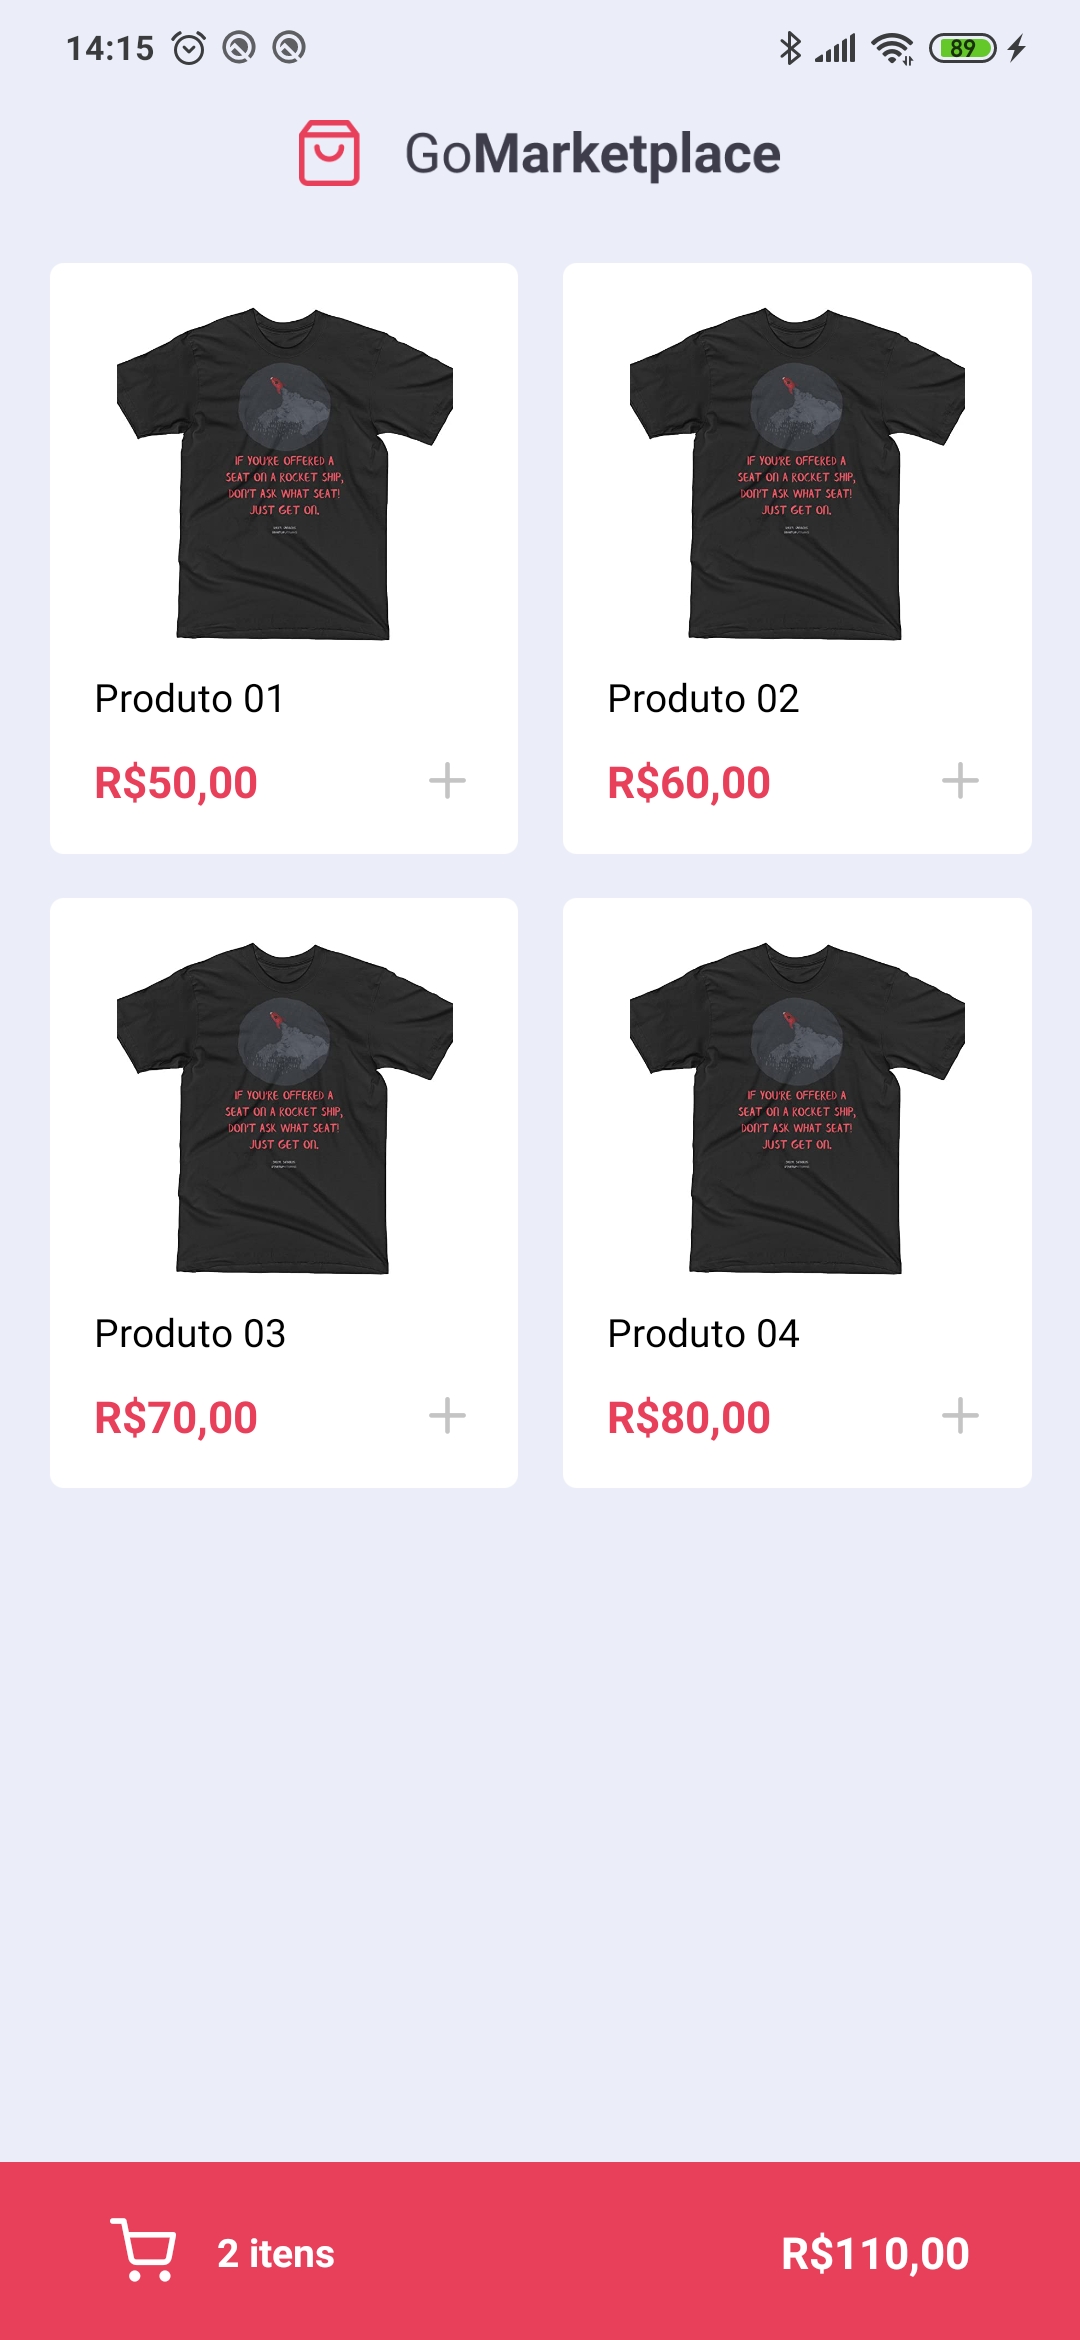 14:15
89
GoMarketplace
IF YOU'RE OFFERED A
SEAT ON A ROCKET SHIP,
DON'T ASK WHAT SEAT!
JUST GET ON.
IF YOU'RE OFFERED A
SEAT ON A ROCKET SHIP,
DON'T ASK WHAT SEAT!
JUST GET ON.
Produto 01
Produto 02
R$50,00
R$60,00
IF YOU'RE OFFERED A
SEAT ON A ROCKET SHIP,
DON'T ASK WHAT SEAT!
JUST GET ON.
IF YOU'RE OFFERED A
SEAT ON A ROCKET SHIP,
DON'T ASK WHAT SEAT!
JUST GET ON.
Produto 03
Produto 04
R$70,00
R$80,00
2 itens
R$110,00